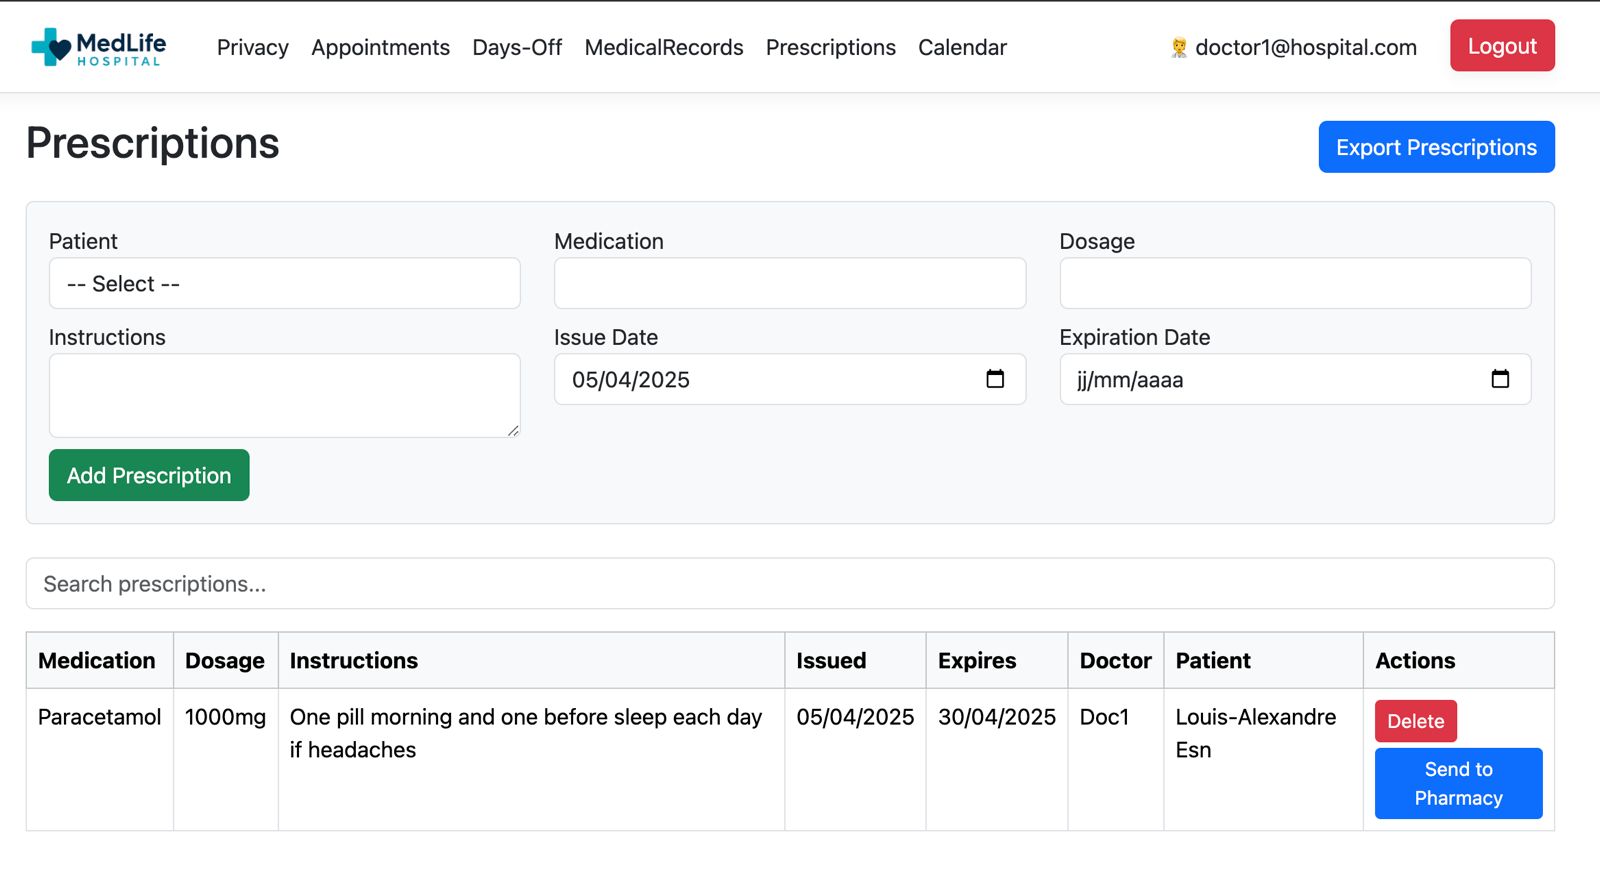 MedLife
HOSPITAL
Privacy Appointments Days-Off MedicalRecords Prescriptions Calendar doctor1@hospital.com Logout
Prescriptions Export Prescriptions
Patient Medication Dosage
-- Select --
Instructions Issue Date Expiration Date
05/04/2025 jj/mm/aaaa
Add Prescription
Search prescriptions...
Medication Dosage Instructions Issued Expires Doctor Patient Actions
Paracetamol 1000mg One pill morning and one before sleep each day 05/04/2025 30/04/2025 Doc1 Louis-Alexandre Delete
if headaches Esn
Send to
Pharmacy